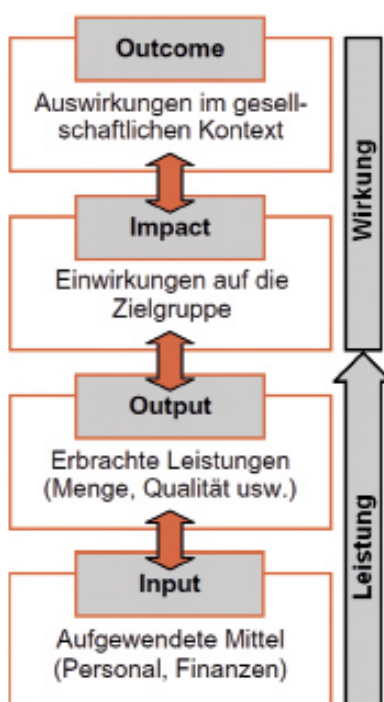 Outcome
Auswirkungen im gesell-
schaftlichen Kontext
Impact
Einwirkungen auf die
Zielgruppe
Wirkung
Output
Erbrachte Leistungen
(Menge, Qualität usw.)
Input
Aufgewendete Mittel
(Personal, Finanzen)
Leistung